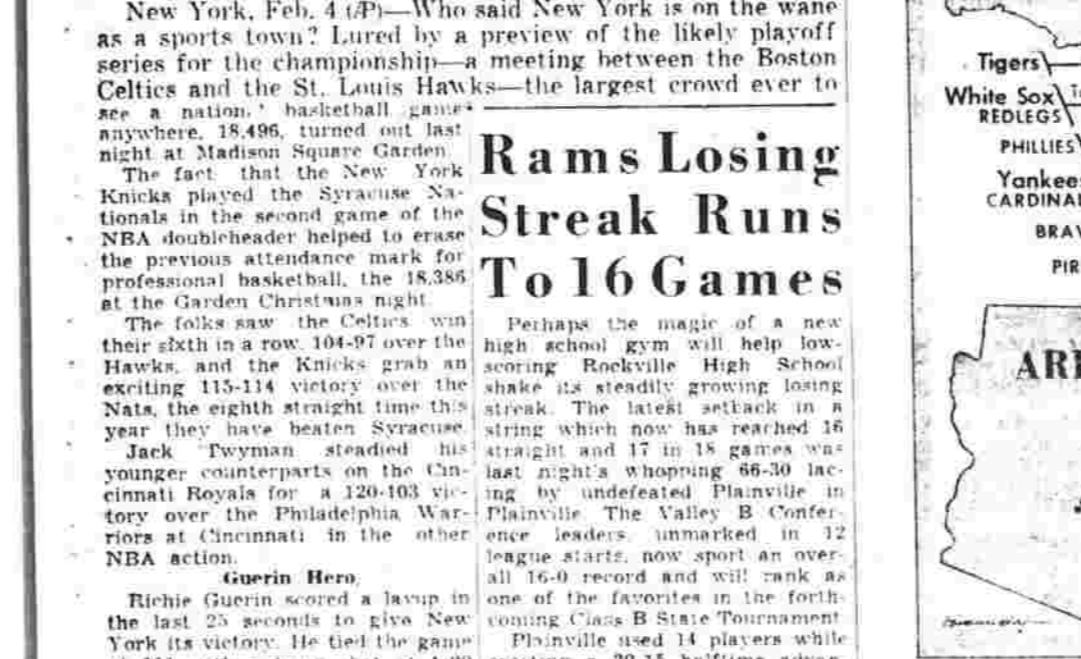 New York, Feb. 4 (AP)—Who said New York is on the wane
as a sports town? Lured by a preview of the likely playoff
series for the championship—a meeting between the Boston
Celtics and the St. Louis Hawks—the largest crowd ever to
see a nation.' basketball game
anywhere, 18,496, turned out last
night at Madison Square Garden.
The fact that the New York
Knicks played the Syracuse Na-
tionals in the second game of the
NBA doubleheader helped to erase
the previous attendance mark for
professional basketball, the 18,386
at the Garden Christmas night.
The folks saw the Celtics win
their sixth in a row, 104-97 over the
Hawks, and the Knicks grab an
exciting 115-114 victory over the
Nats, the eighth straight time this
year they have beaten Syracuse.
Jack Twyman steadied his
younger counterparts on the Cin-
cinnati Royals for a 120-103 vic-
tory over the Philadelphia War-
riors at Cincinnati in the other
NBA action.
Guerin Hero
Richie Guerin scored a layup in
the last 25 seconds to give New
York its victory. He tied the game
Rams Losing
Streak Runs
To 16 Games
Perhaps the magic of a new
high school gym will help low-
scoring Rockville High School
shake its steadily growing losing
streak. The latest setback in a
string which now has reached 16
straight and 17 in 18 games was
last night's whopping 66-30 lac-
ing by undefeated Plainville in
Plainville. The Valley B Confer-
ence leaders, unmarked in 12
league starts, now sport an over-
all 16-0 record and will rank as
one of the favorites in the forth-
coming Class B State Tournament
Plainville used 14 players while
halftime
Tigers
White Sox
REDLEGS
PHILLIES
Yankee
CARDINA
BRAV
PIR
ARI